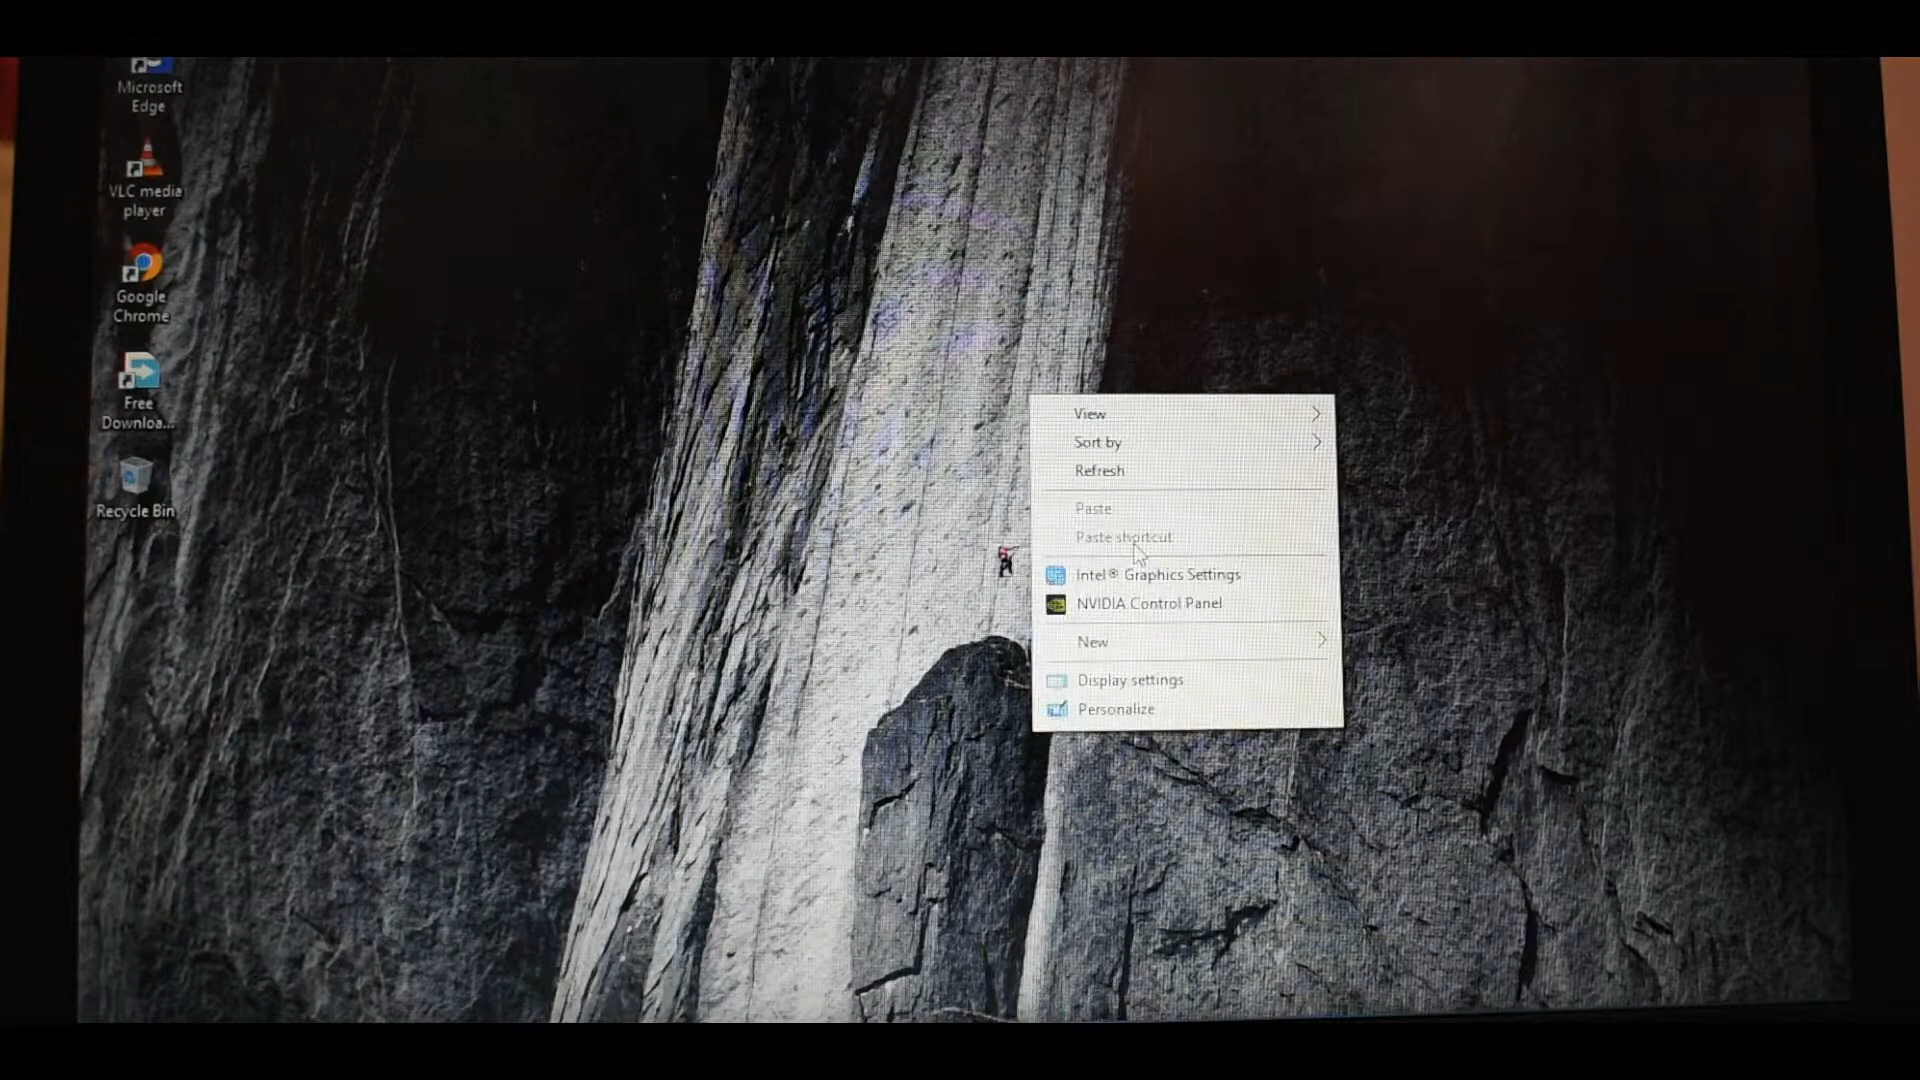 Microsoft
Edge
VLC media
player
Google
Chrome
Free
Downloa...
Recycle Bin
View
Sort by
Refresh
Paste
Paste shortcut
Intel® Graphics Settings
NVIDIA Control Panel
New
Display settings
Personalize